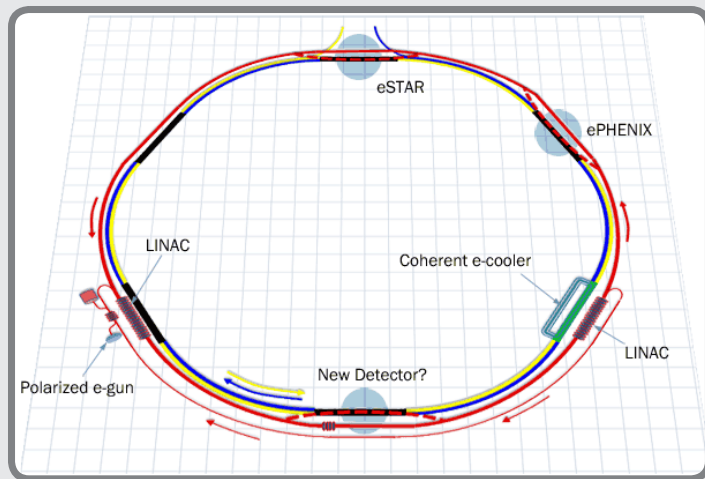 eSTAR
ePHENIX
LINAC
Coherent e-cooler
LINAC
Polarized e-gun
New Detector?